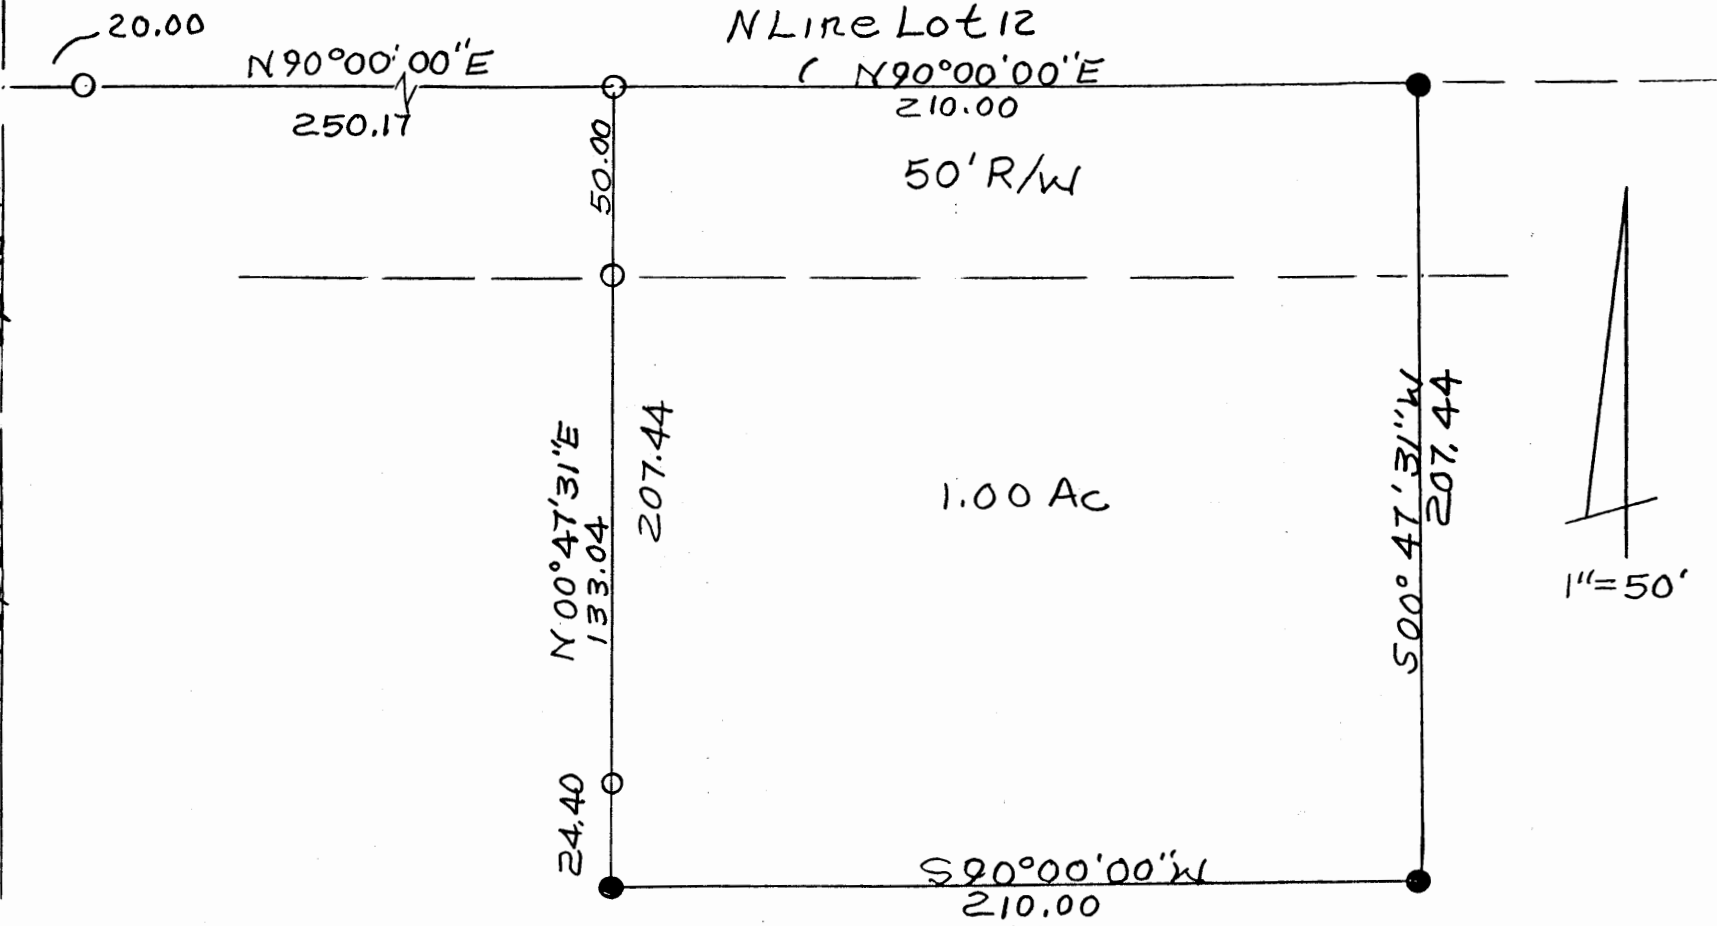 20.00
N Line Lot 12
N90°00'00"E
250.17
N90°00'00"E
210.00
50.00
50' R/W
N00°47'31"E
133.04
207.44
1.00 Ac
S00°47'31"W
207.44
1"=50'
24.40
S90°00'00"W
210.00